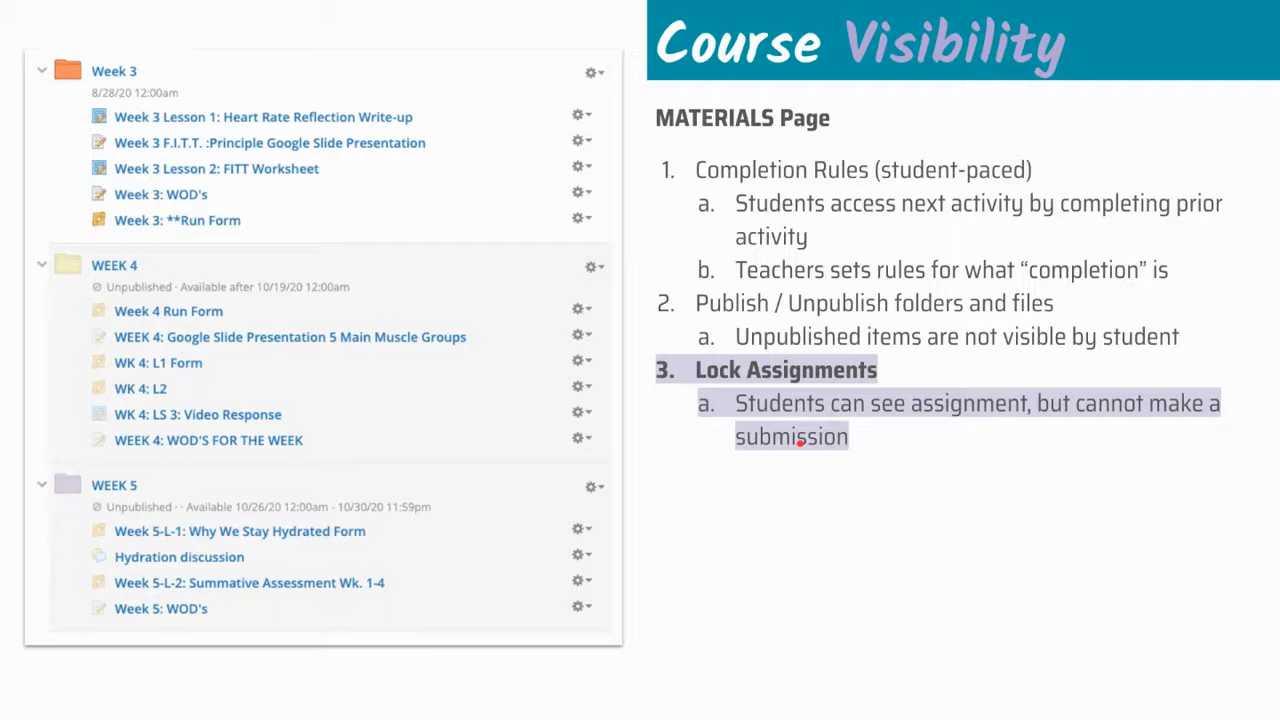 Course Visibility
Week 3
8/28/20 12:00am
Week 3 Lesson 1: Heart Rate Reflection Write-up
Week 3 F.I.T.T. :Principle Google Slide Presentation
Week 3 Lesson 2: FITT Worksheet
Week 3: WOD's
Week 3: **Run Form
WEEK 4
Unpublished · Available after 10/19/20 12:00am
Week 4 Run Form
WEEK 4: Google Slide Presentation 5 Main Muscle Groups
WK 4: L1 Form
WK 4: L2
WK 4: LS 3: Video Response
WEEK 4: WOD'S FOR THE WEEK
WEEK 5
Unpublished · · Available 10/26/20 12:00am - 10/30/20 11:59pm
Week 5-L-1: Why We Stay Hydrated Form
Hydration discussion
Week 5-L-2: Summative Assessment Wk. 1-4
Week 5: WOD's
MATERIALS Page
1. Completion Rules (student-paced)
a. Students access next activity by completing prior
activity
b. Teachers sets rules for what “completion” is
2. Publish / Unpublish folders and files
a. Unpublished items are not visible by student
3. Lock Assignments
a. Students can see assignment, but cannot make a
submission